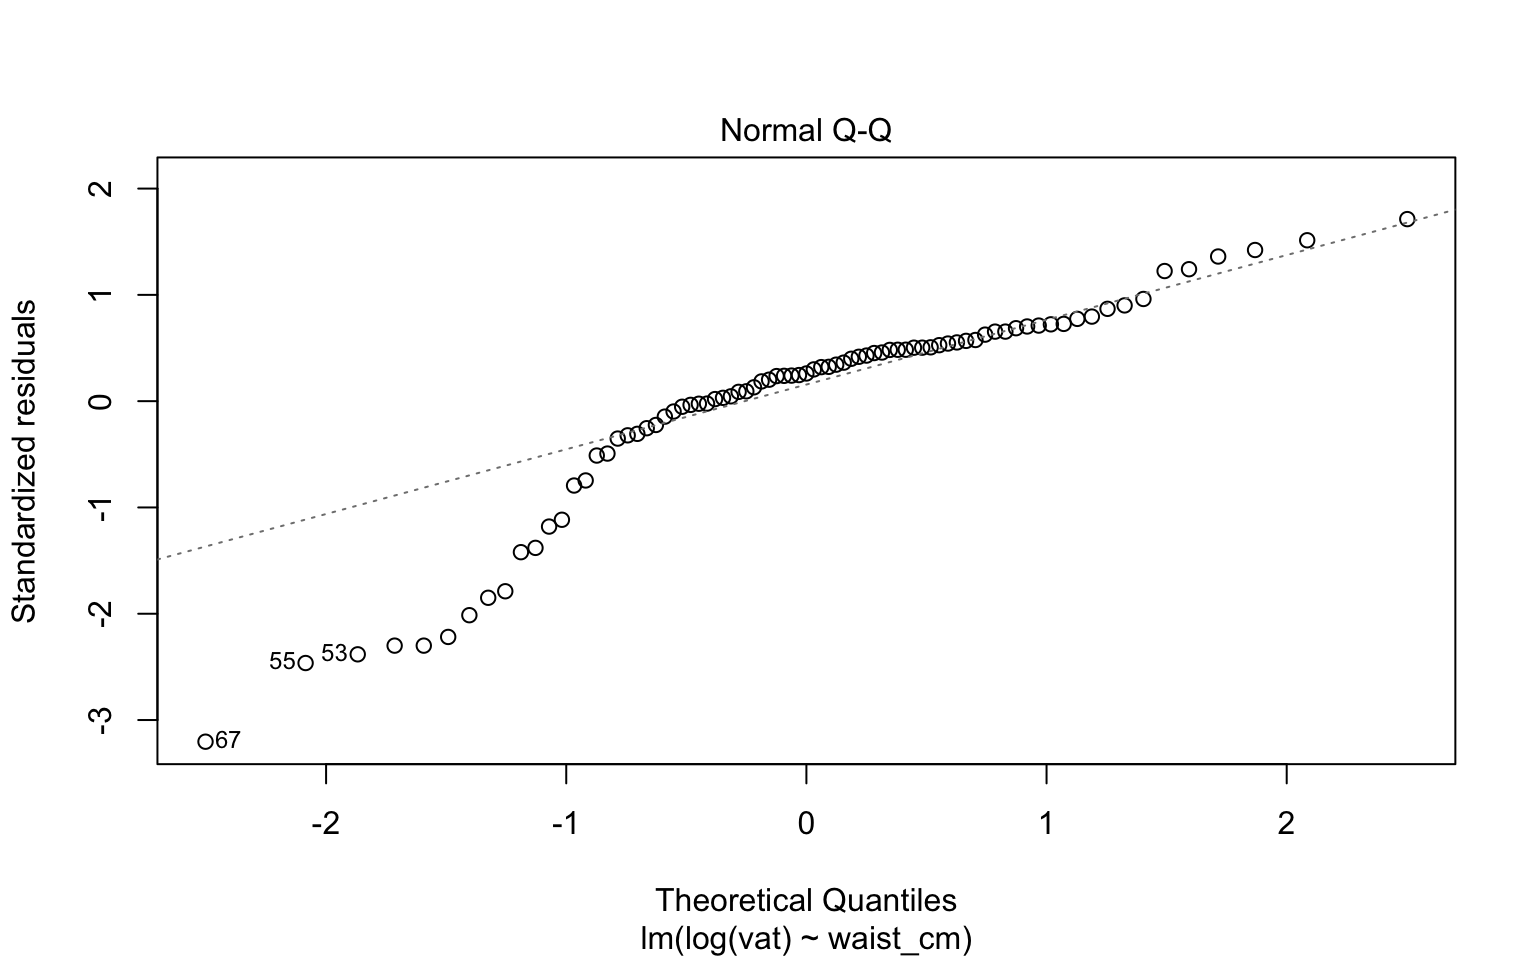 Normal Q-Q
Standardized residuals
2
1
0
-1
-2
-3
55
53
67
-2 -1 0 1 2
Theoretical Quantiles
lm(log(vat) ~ waist_cm)